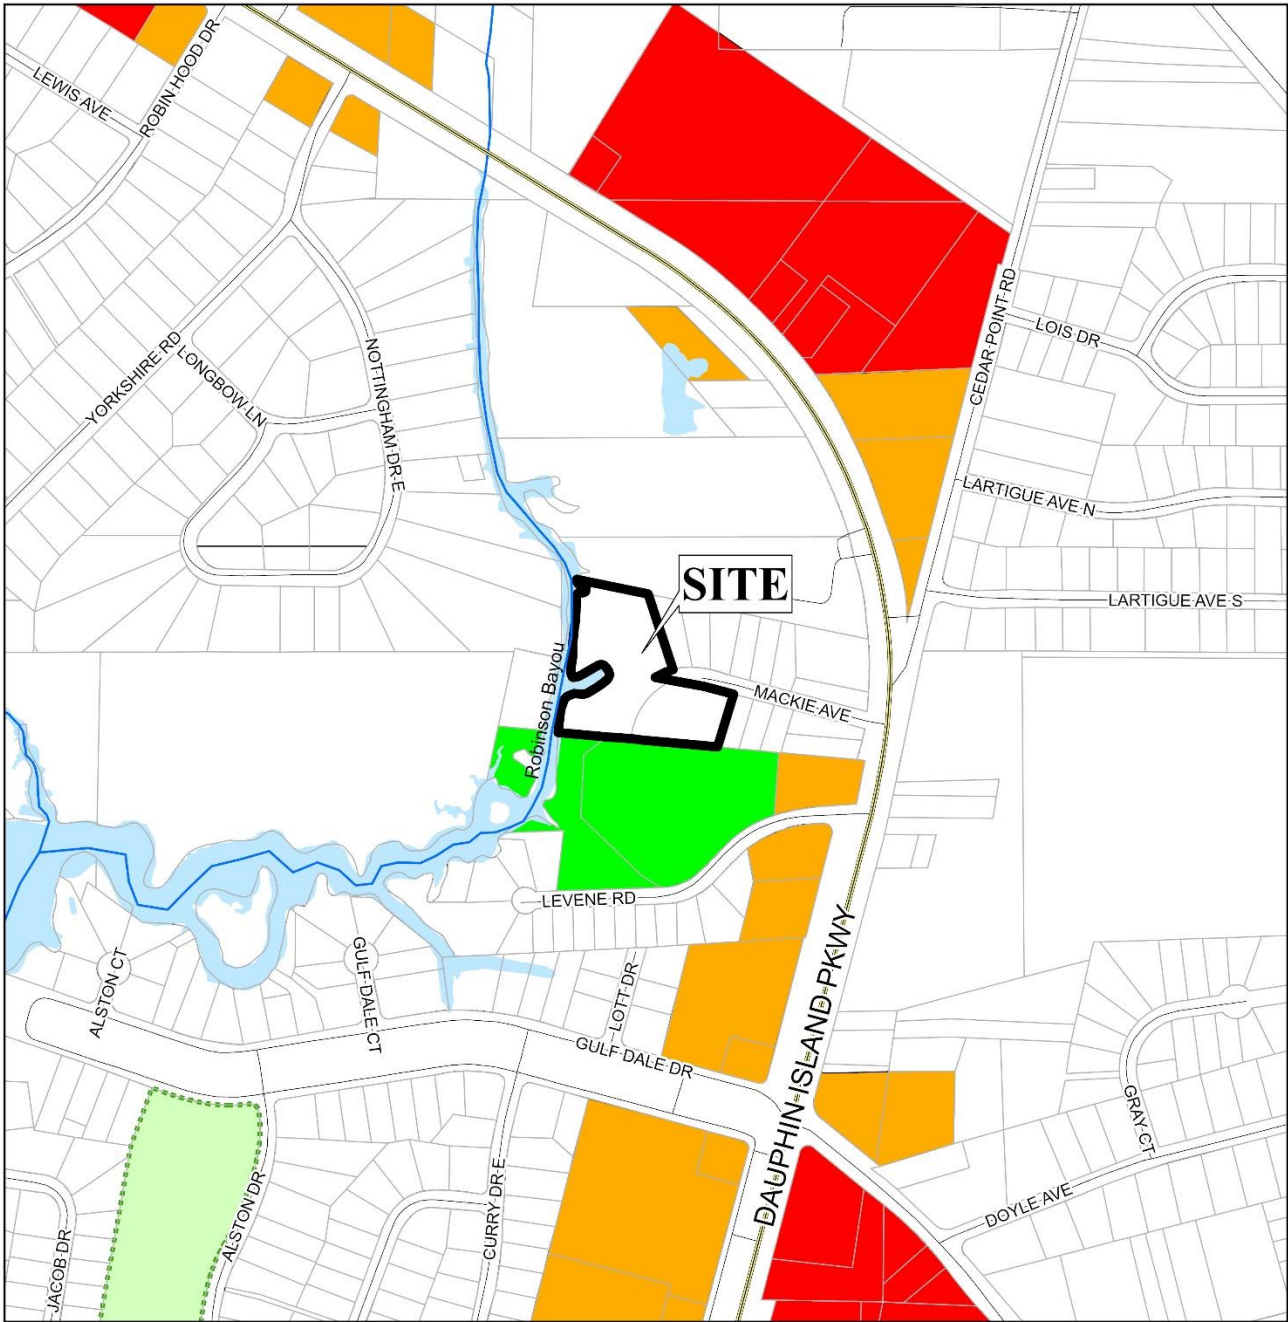 LEWIS AVE
ROBIN HOOD DR
YORKSHIRE RD
LONGBOW LN
NOTTINGHAM DR E
CEDAR POINT RD
LOIS DR
LARTIGUE AVE N
LARTIGUE AVE S
SITE
MACKIE AVE
Robinson Bayou
LEVENE RD
ALSTON CT
GULF DALE CT
LOTT DR
GULF DALE DR
DAUPHIN ISLAND PKWY
GRAY CT
DOYLE AVE
CURRY DR E
ALSTON DR
JACOB DR